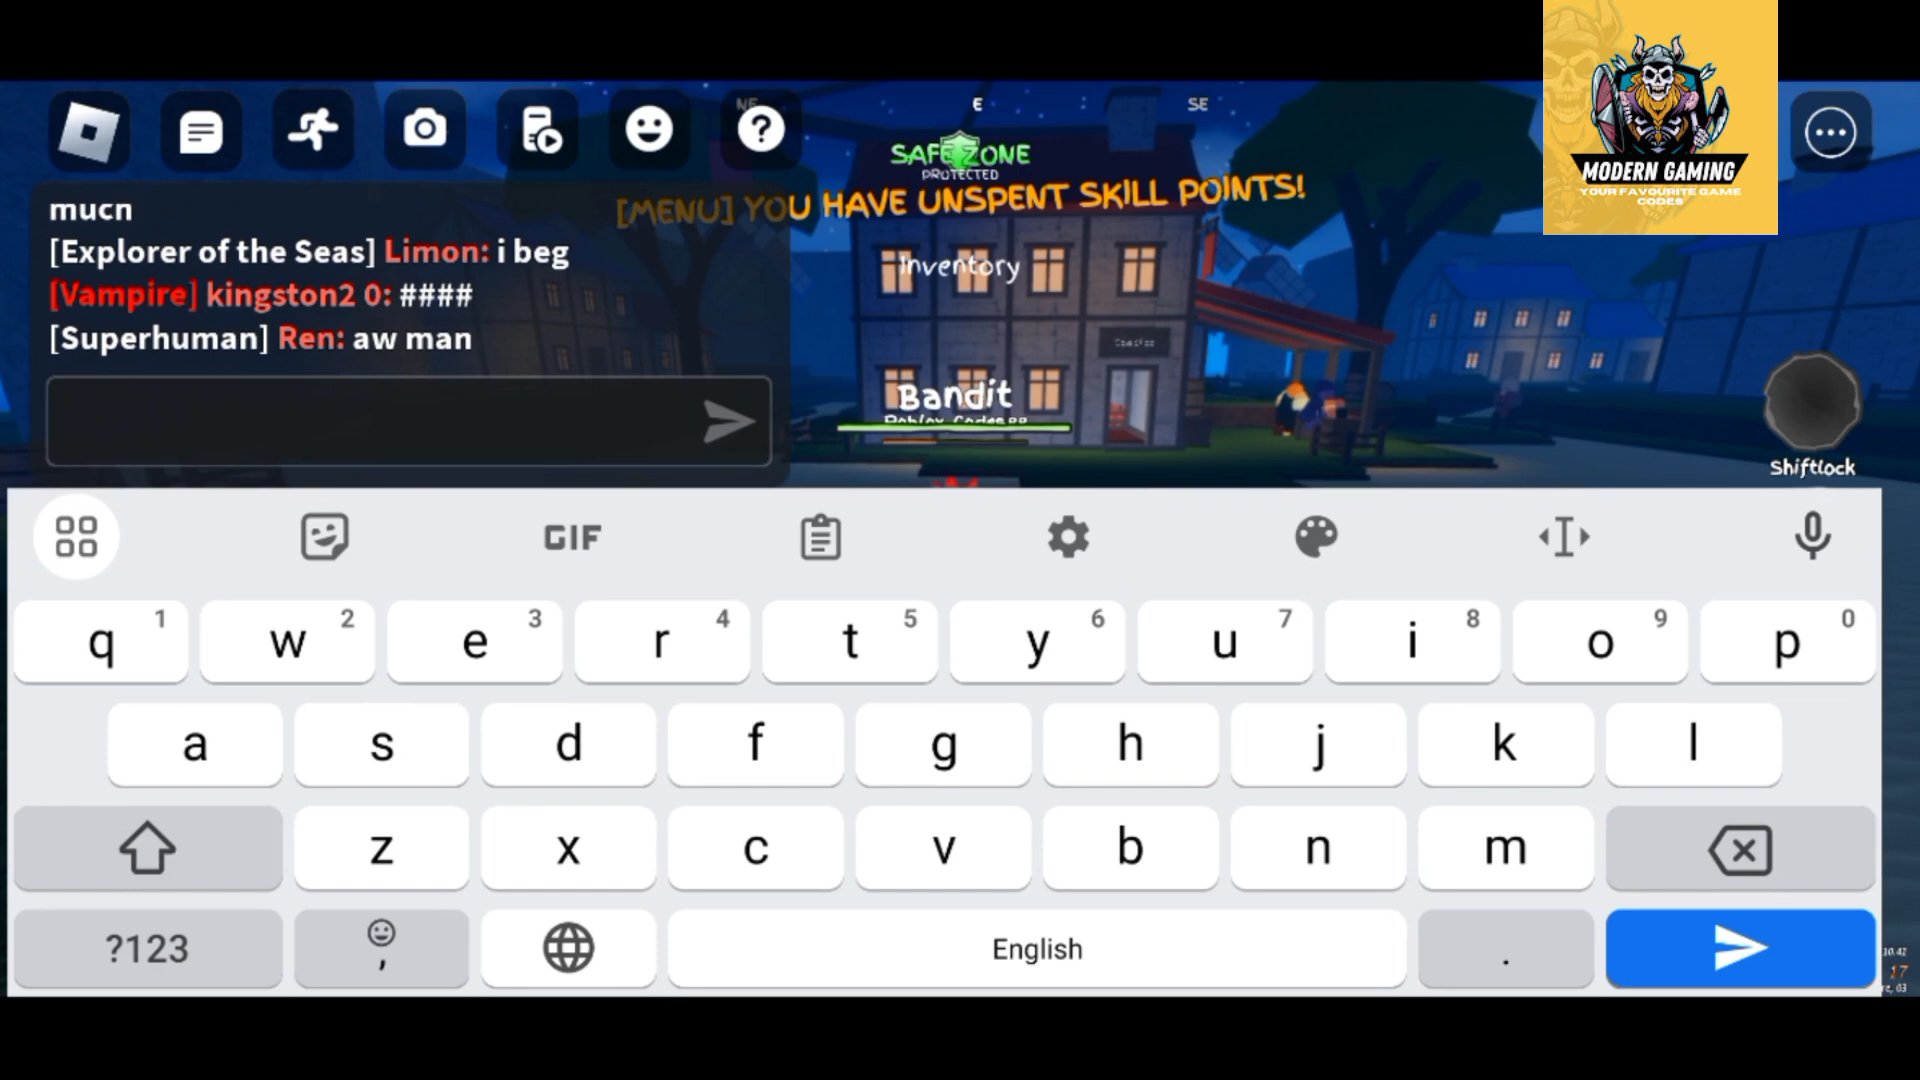 NE
E
SE
SAFE ZONE
PROTECTED
[MENU] YOU HAVE UNSPENT SKILL POINTS!
MODERN GAMING
YOUR FAVOURITE GAME
CODES
mucn
[Explorer of the Seas] Limon: i beg
[Vampire] kingston2 0: ####
[Superhuman] Ren: aw man
Inventory
Bandit
Shiftlock
GIF
q 1 w 2 e 3 r 4 t 5 y 6 u 7 i 8 o 9 p 0
a s d f g h j k l
z x c v b n m
?123 , English .
17